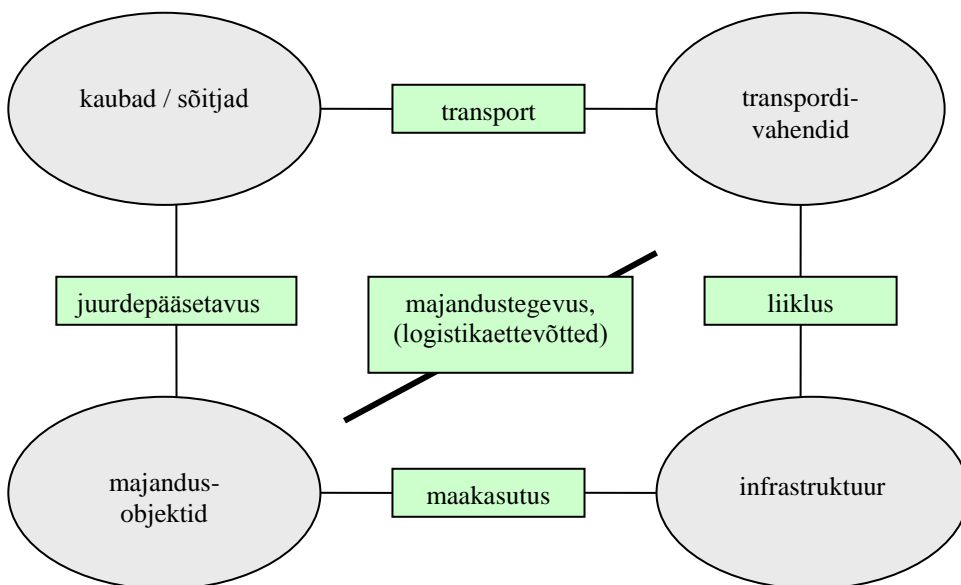 kaubad / sõitjad
transport
transpordi-
vahendid
juurdepääsetavus
majandustegevus,
(logistikaettevõtted)
liiklus
majandus-
objektid
maakasutus
infrastruktuur